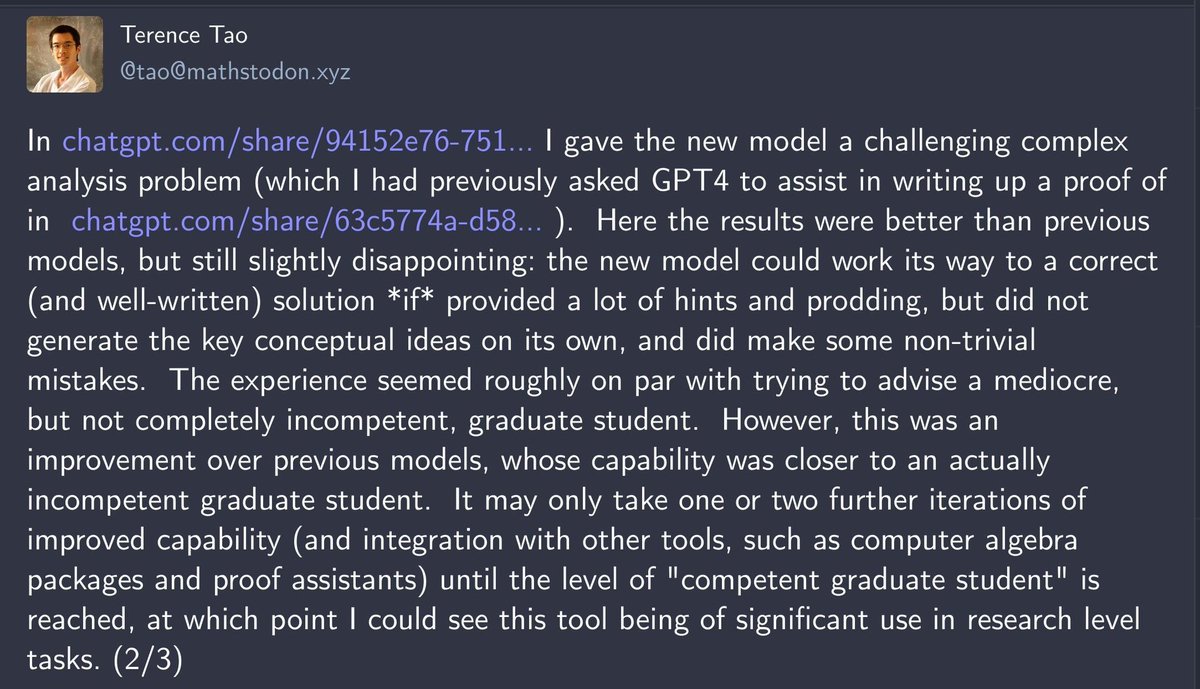 Terence Tao
@tao@mathstodon.xyz
In chatgpt.com/share/94152e76-751... I gave the new model a challenging complex
analysis problem (which I had previously asked GPT4 to assist in writing up a proof of
in chatgpt.com/share/63c5774a-d58... ). Here the results were better than previous
models, but still slightly disappointing: the new model could work its way to a correct
(and well-written) solution *if* provided a lot of hints and prodding, but did not
generate the key conceptual ideas on its own, and did make some non-trivial
mistakes. The experience seemed roughly on par with trying to advise a mediocre,
but not completely incompetent, graduate student. However, this was an
improvement over previous models, whose capability was closer to an actually
incompetent graduate student. It may only take one or two further iterations of
improved capability (and integration with other tools, such as computer algebra
packages and proof assistants) until the level of "competent graduate student" is
reached, at which point I could see this tool being of significant use in research level
tasks. (2/3)